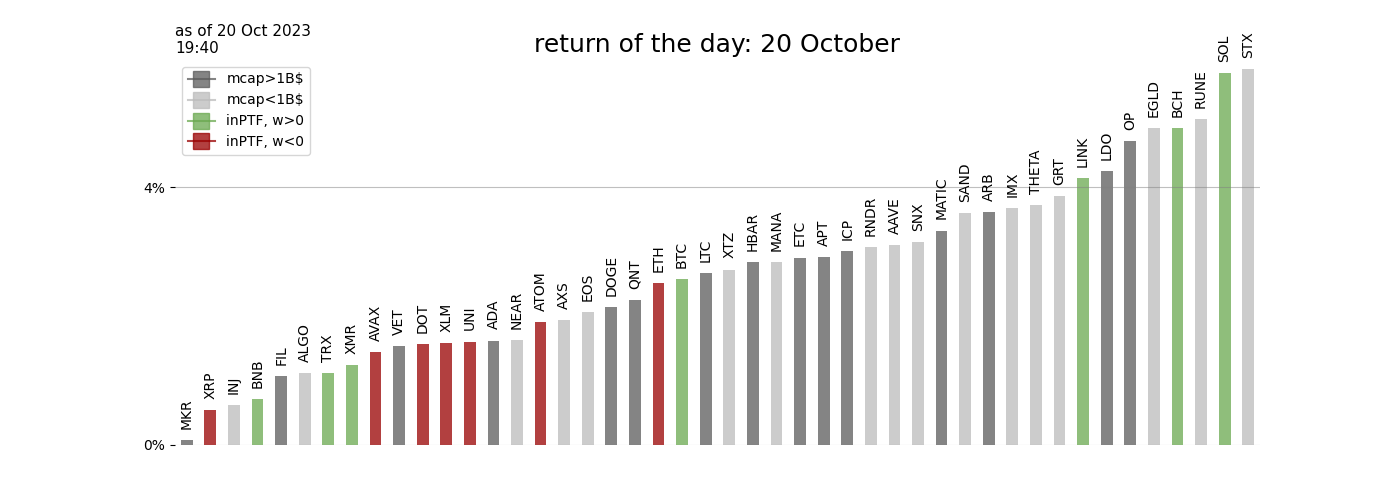 as of 20 Oct 2023
19:40
return of the day: 20 October
mcap>1B$
mcap<1B$
inPTF, w>0
inPTF, w<0
4%
0%
MKR
XRP
INJ
BNB
FIL
ALGO
TRX
XMR
AVAX
VET
DOT
XLM
UNI
ADA
NEAR
ATOM
AXS
EOS
DOGE
QNT
ETH
BTC
LTC
XTZ
HBAR
MANA
ETC
APT
ICP
RNDR
AAVE
SNX
MATIC
SAND
ARB
IMX
THETA
GRT
LINK
LDO
OP
EGLD
BCH
RUNE
SOL
STX